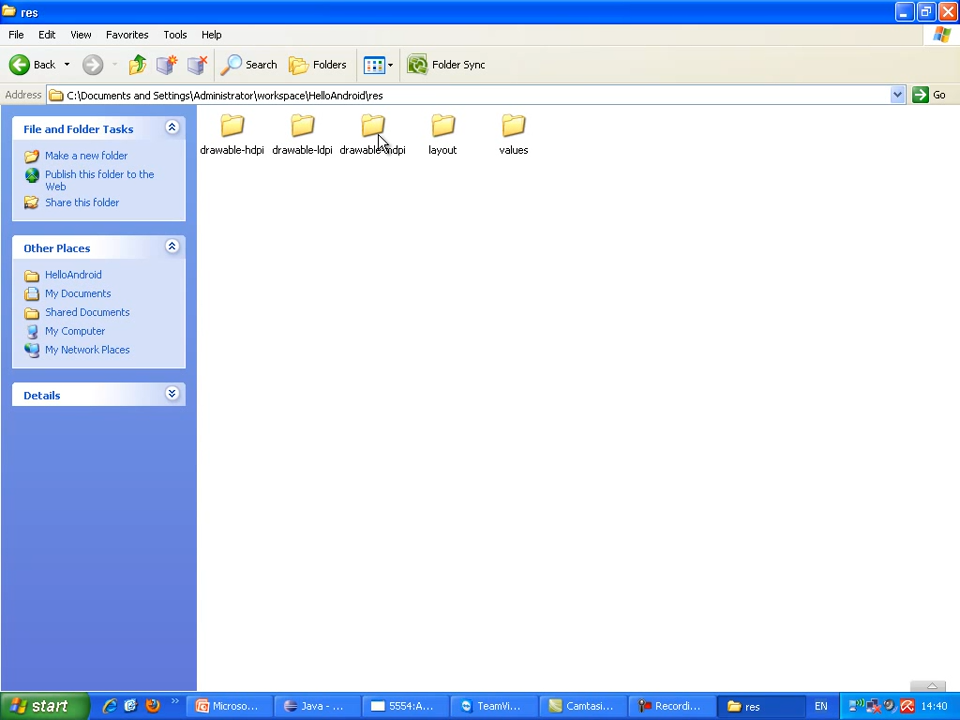 res
File Edit View Favorites Tools Help
Back Search Folders Folder Sync
Address C:\Documents and Settings\Administrator\workspace\HelloAndroid\res Go
File and Folder Tasks
Make a new folder
Publish this folder to the
Web
Share this folder
Other Places
HelloAndroid
My Documents
Shared Documents
My Computer
My Network Places
Details
drawable-hdpi drawable-ldpi drawable-mdpi layout values
start Microso... Java - ... 5554:A... TeamVi... Camtasi... Recordi... res EN 14:40